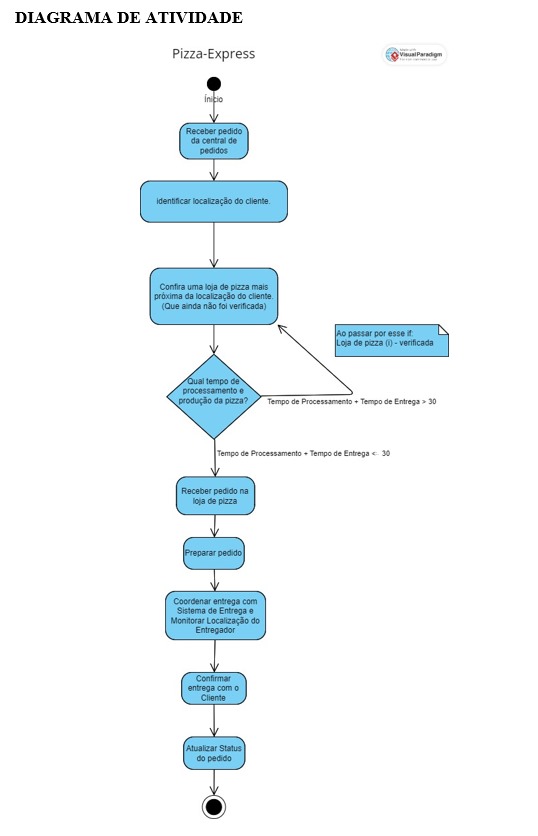 DIAGRAMA DE ATIVIDADE
Pizza-Express
Visual Paradigm
Ínicio
Receber pedido
da central de
pedidos
identificar localização do cliente.
Confira uma loja de pizza mais
próxima da localização do cliente.
(Que ainda não foi verificada)
Ao passar por esse if:
Loja de pizza (i) - verificada
Qual tempo de
processamento e
produção da pizza?
Tempo de Processamento + Tempo de Entrega > 30
Tempo de Processamento + Tempo de Entrega <- 30
Receber pedido na
loja de pizza
Preparar pedido
Coordenar entrega com
Sistema de Entrega e
Monitorar Localização do
Entregador
Confirmar
entrega com o
Cliente
Atualizar Status
do pedido